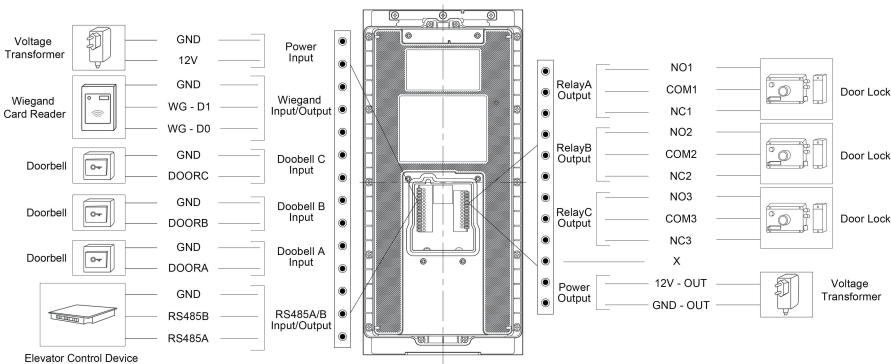 Voltage
Transformer
GND
12V
Power
Input
Wiegand
Card Reader
GND
WG - D1
WG - D0
Wiegand
Input/Output
Doorbell
GND
DOORC
Doobell C
Input
Doorbell
GND
DOORB
Doobell B
Input
Doorbell
GND
DOORA
Doobell A
Input
GND
RS485B
RS485A
RS485A/B
Input/Output
Elevator Control Device
RelayA
Output
NO1
COM1
NC1
Door Lock
RelayB
Output
NO2
COM2
NC2
Door Lock
RelayC
Output
NO3
COM3
NC3
Door Lock
X
Power
Output
12V - OUT
GND - OUT
Voltage
Transformer